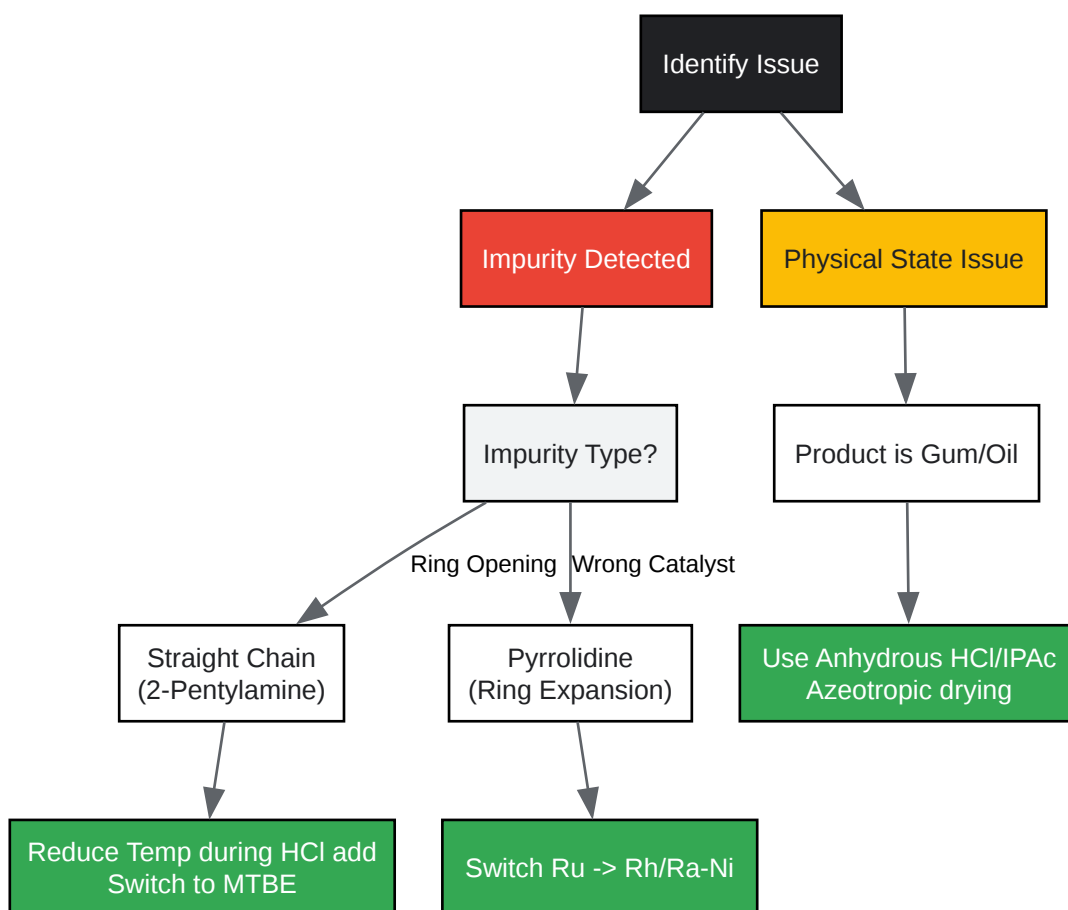 Identify Issue
Impurity Detected
Physical State Issue
Impurity Type?
Product is Gum/Oil
Ring Opening
Wrong Catalyst
Straight Chain
(2-Pentylamine)
Pyrrolidine
(Ring Expansion)
Use Anhydrous HCl/IPAc
Azeotropic drying
Reduce Temp during HCl add
Switch to MTBE
Switch Ru -> Rh/Ra-Ni